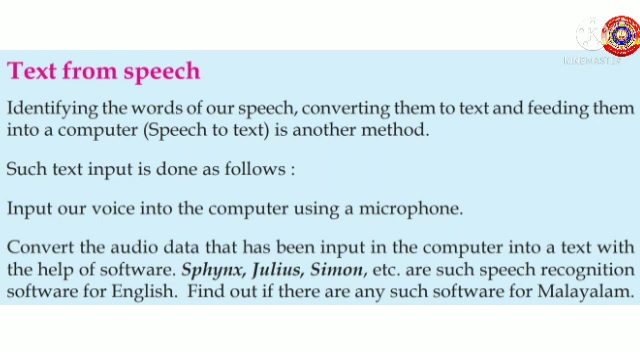 KINEMASTER
Text from speech
Identifying the words of our speech, converting them to text and feeding them
into a computer (Speech to text) is another method.
Such text input is done as follows :
Input our voice into the computer using a microphone.
Convert the audio data that has been input in the computer into a text with
the help of software. Sphynx, Julius, Simon, etc. are such speech recognition
software for English. Find out if there are any such software for Malayalam.